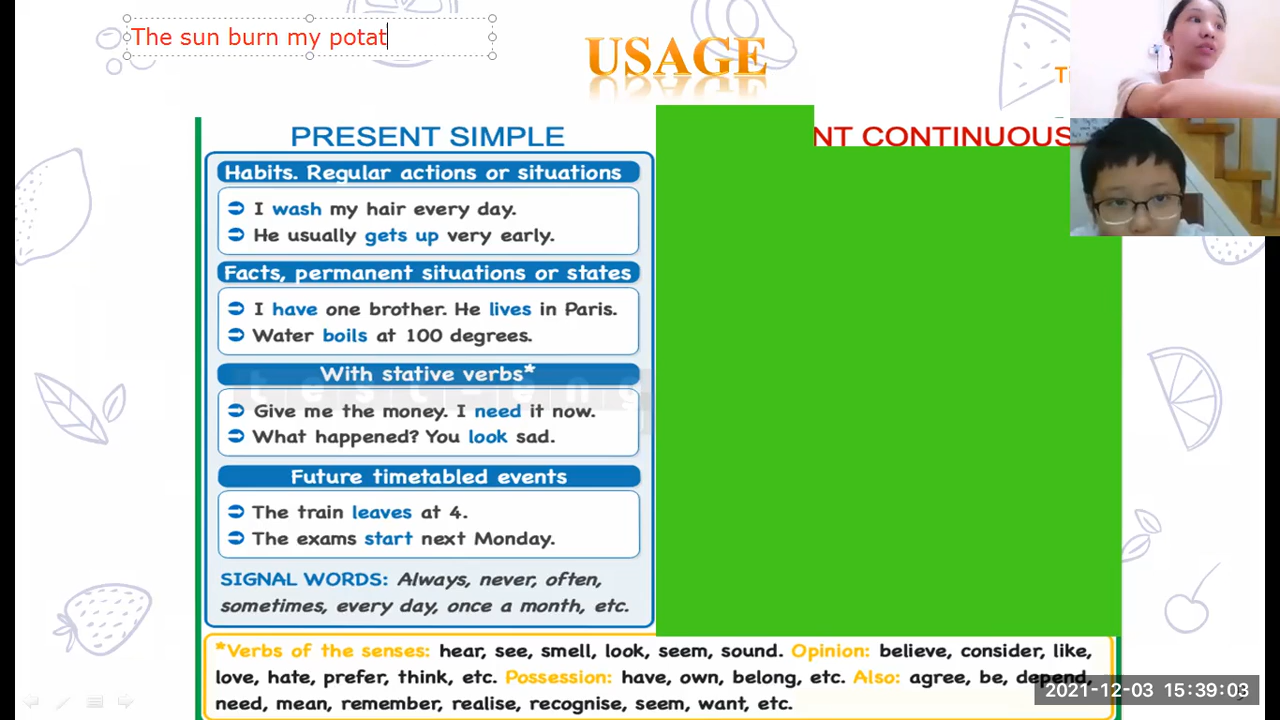 The sun burn my potat
USAGE
PRESENT SIMPLE
NT CONTINUOUS
Habits. Regular actions or situations
I wash my hair every day.
He usually gets up very early.
Facts, permanent situations or states
I have one brother. He lives in Paris.
Water boils at 100 degrees.
With stative verbs*
Give me the money. I need it now.
What happened? You look sad.
Future timetabled events
The train leaves at 4.
The exams start next Monday.
SIGNAL WORDS: Always, never, often,
sometimes, every day, once a month, etc.
*Verbs of the senses: hear, see, smell, look, seem, sound. Opinion: believe, consider, like,
love, hate, prefer, think, etc. Possession: have, own, belong, etc. Also: agree, be, depend,
need, mean, remember, realise, recognise, seem, want, etc.
2021-12-03 15:39:03